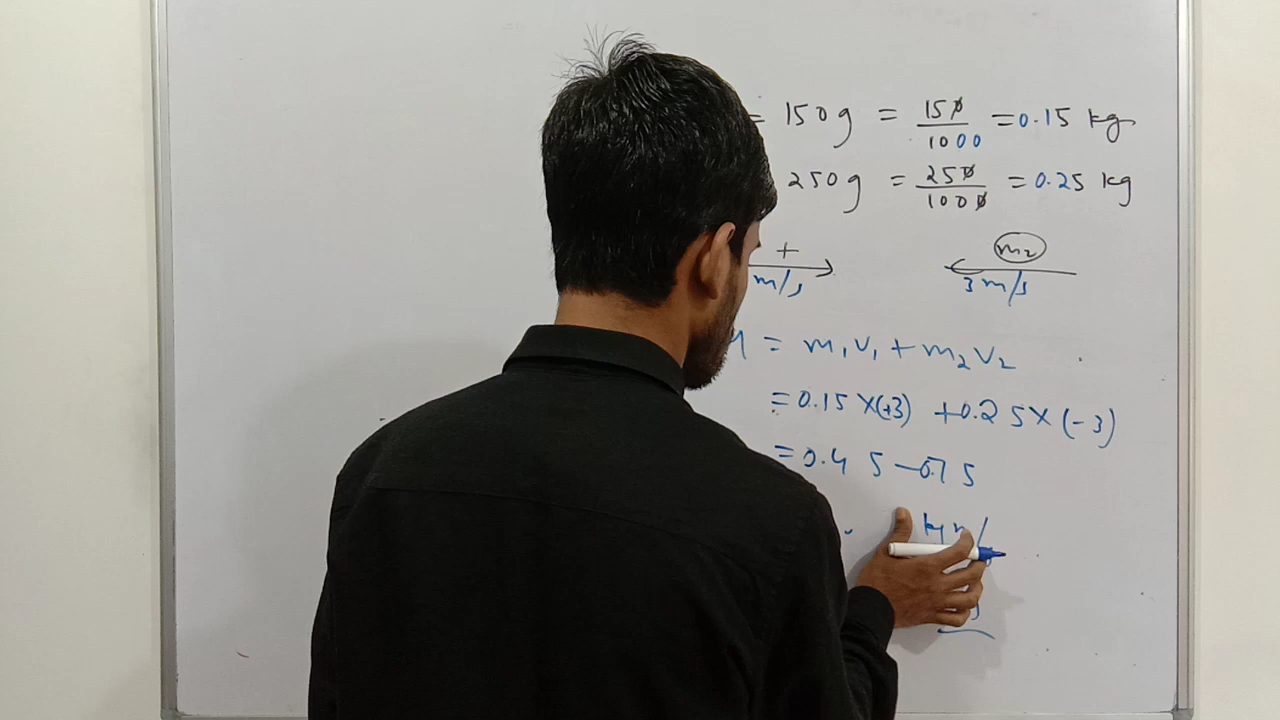 = 150g = 150/1000 = 0.15 kg
250g = 250/1000 = 0.25 kg
+ m₂
m/s 3 m/s
= m₁v₁ + m₂v₂
= 0.15 X(+3) + 0.25 X (-3)
= 0.45 - 0.75